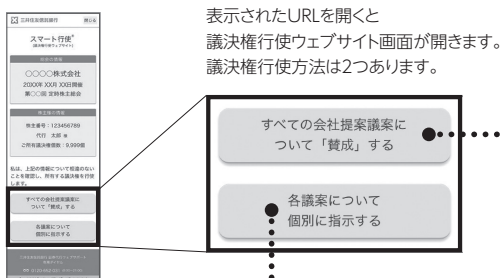 三井住友信託銀行
閉じる
スマート行使®
(議決権行使ウェブサイト)
○○○○株式会社
20XX年 XX月 XX日開催
第○○回 定時株主総会
株主番号：123456789
代行 太郎 様
ご所有議決権個数：9,999個
私は、上記の情報について相違のない
ことを確認し、所有する議決権を行使
します。
すべての会社提案議案に
ついて「賛成」する
各議案について
個別に指示する
表示されたURLを開くと
議決権行使ウェブサイト画面が開きます。
議決権行使方法は2つあります。
すべての会社提案議案に
ついて「賛成」する
各議案について
個別に指示する